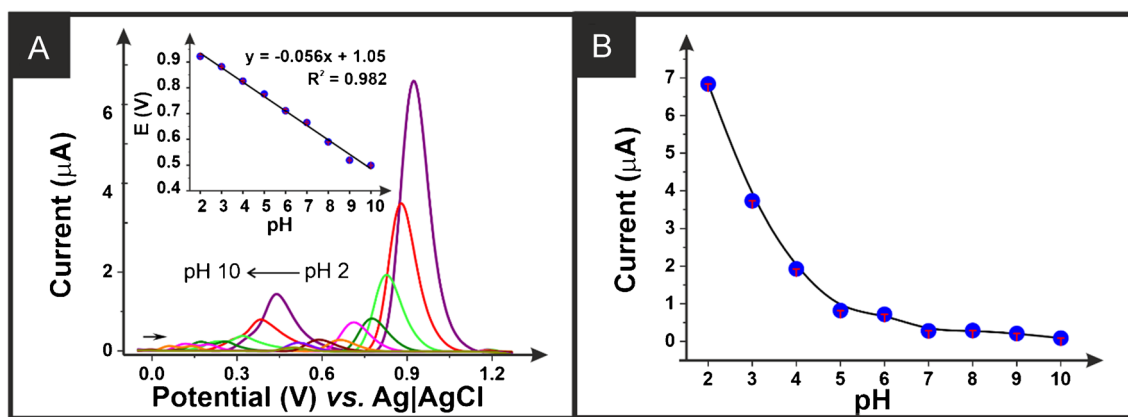 A
y = -0.056x + 1.05
R² = 0.982
E (V)
0.9
0.8
0.7
0.6
0.5
0.4
2 3 4 5 6 7 8 9 10
pH
Current (µA)
6
4
2
0
pH 10 pH 2
0.0 0.3 0.6 0.9 1.2
Potential (V) vs. Ag|AgCl
B
Current (µA)
7
6
5
4
3
2
1
0
2 3 4 5 6 7 8 9 10
pH